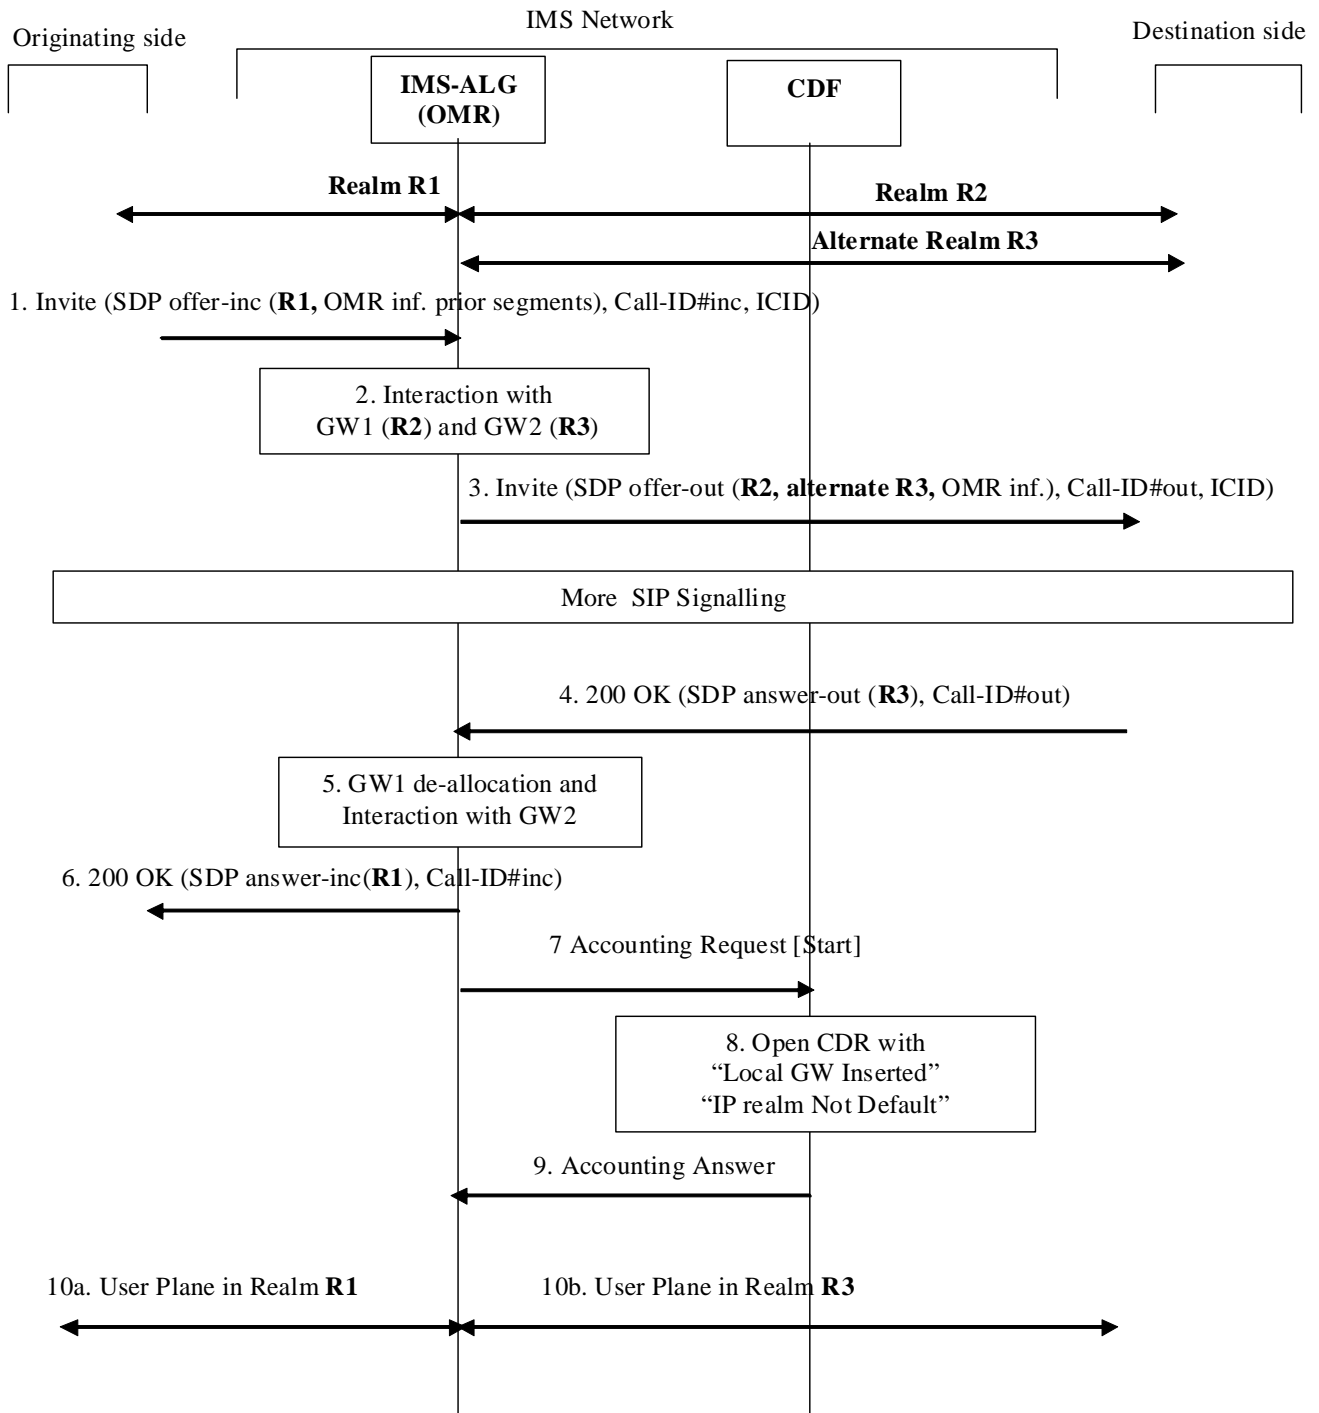 IMS Network
Originating side
Destination side
IMS-ALG
(OMR)
CDF
Realm R1
Realm R2
Alternate Realm R3
1. Invite (SDP offer-inc (R1, OMR inf. prior segments), Call-ID#inc, ICID)
2. Interaction with
GW1 (R2) and GW2 (R3)
3. Invite (SDP offer-out (R2, alternate R3, OMR inf.), Call-ID#out, ICID)
More SIP Signalling
4. 200 OK (SDP answer-out (R3), Call-ID#out)
5. GW1 de-allocation and
Interaction with GW2
6. 200 OK (SDP answer-inc(R1), Call-ID#inc)
7 Accounting Request [Start]
8. Open CDR with
“Local GW Inserted”
“IP realm Not Default”
9. Accounting Answer
10a. User Plane in Realm R1
10b. User Plane in Realm R3